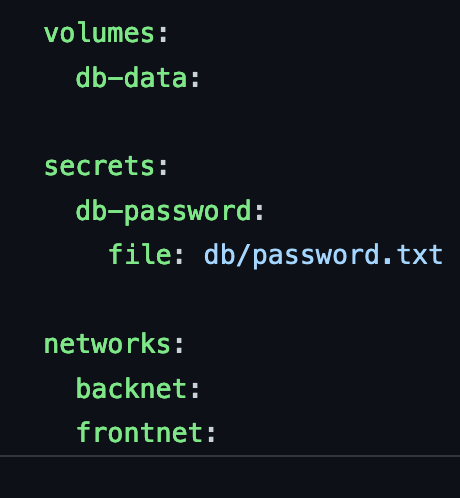 volumes:
  db-data:

secrets:
  db-password:
    file: db/password.txt

networks:
  backnet:
  frontnet: